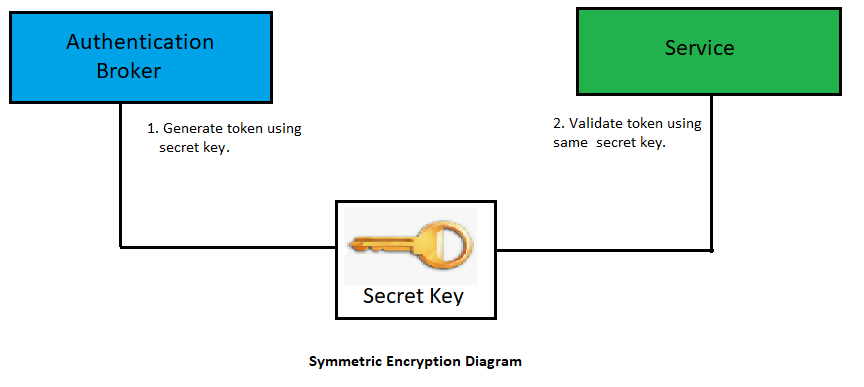 Authentication
Broker
Service
1. Generate token using
secret key.
2. Validate token using
same secret key.
Secret Key
Symmetric Encryption Diagram